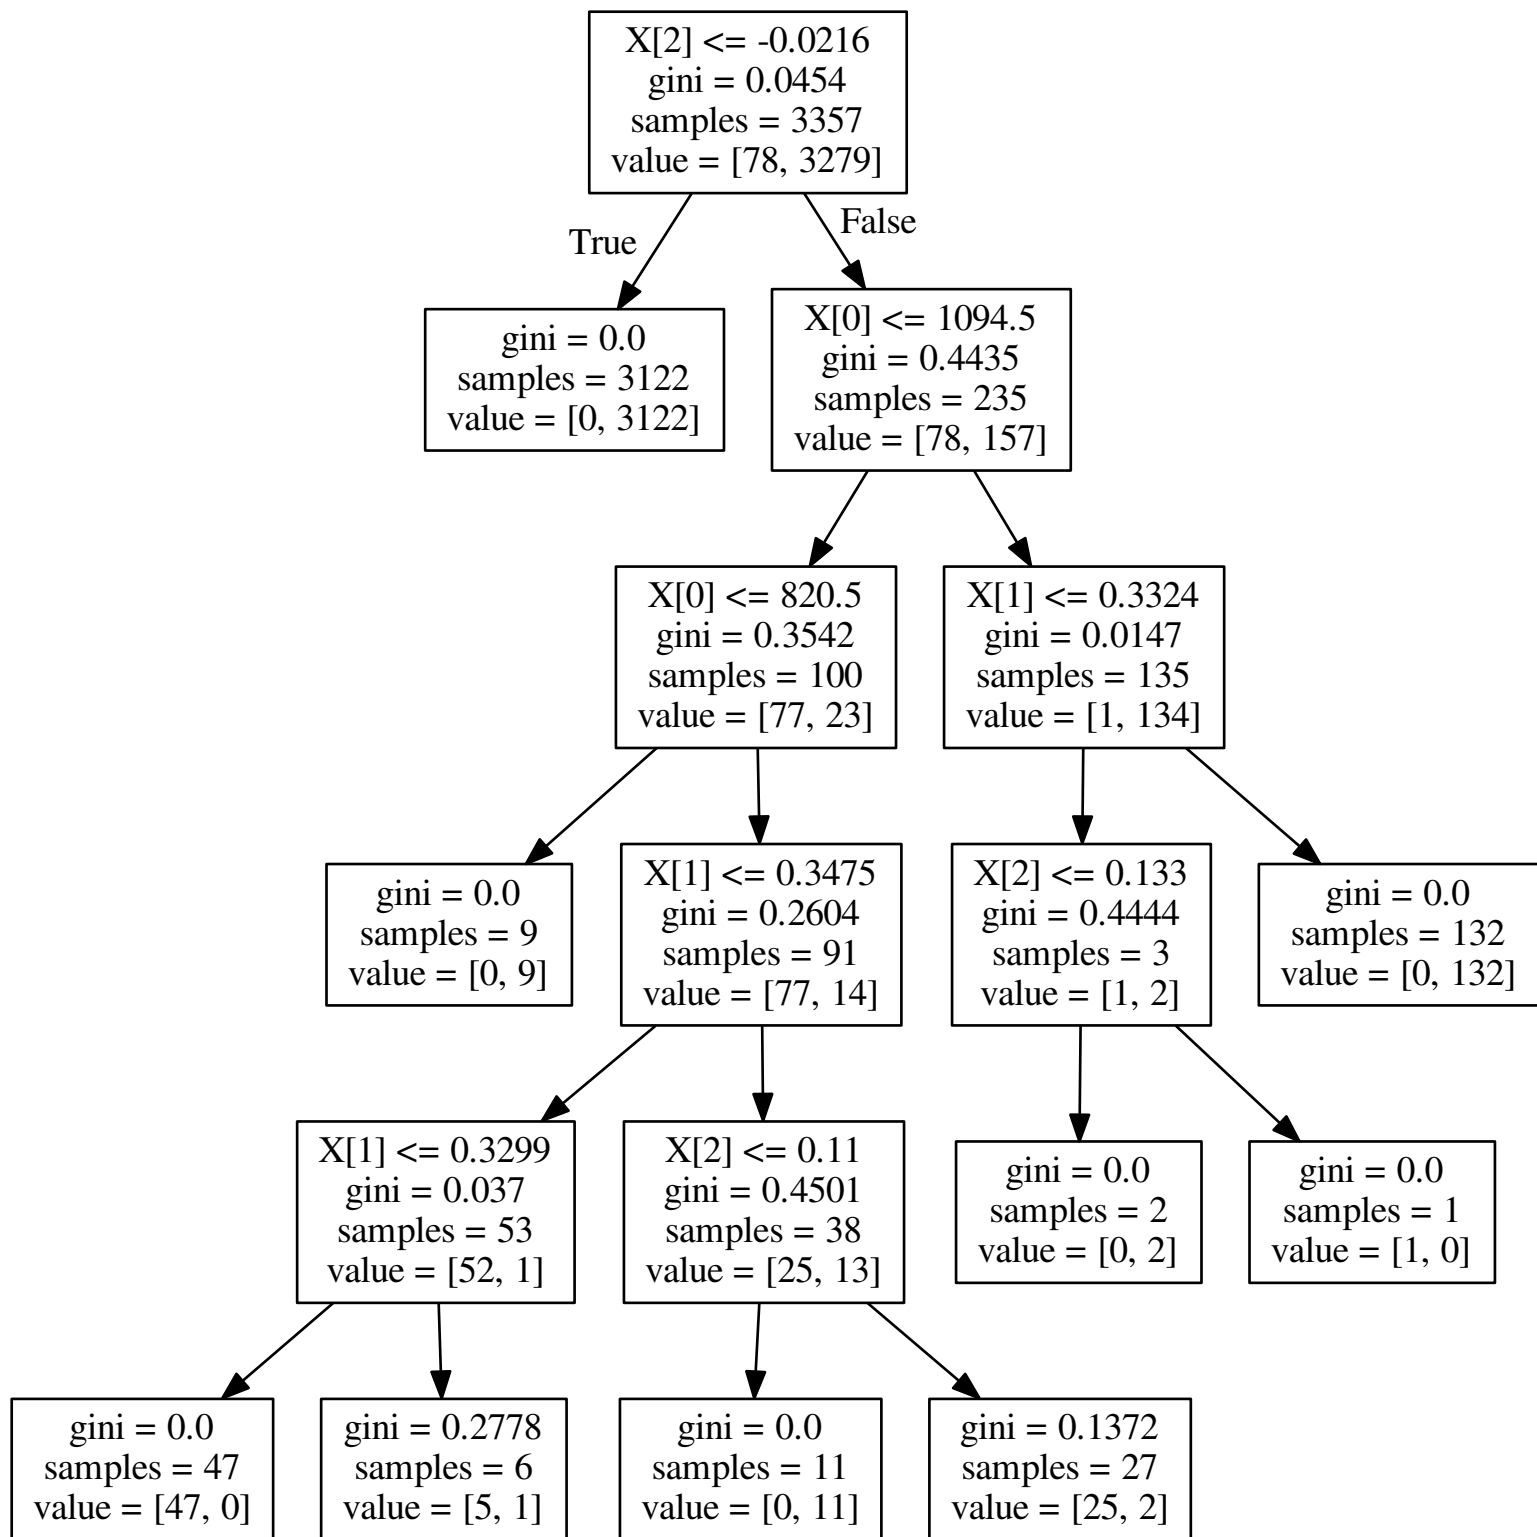 X[2] <= -0.0216
gini = 0.0454
samples = 3357
value = [78, 3279]
True
False
gini = 0.0
samples = 3122
value = [0, 3122]
X[0] <= 1094.5
gini = 0.4435
samples = 235
value = [78, 157]
X[0] <= 820.5
gini = 0.3542
samples = 100
value = [77, 23]
X[1] <= 0.3324
gini = 0.0147
samples = 135
value = [1, 134]
gini = 0.0
samples = 9
value = [0, 9]
X[1] <= 0.3475
gini = 0.2604
samples = 91
value = [77, 14]
X[2] <= 0.133
gini = 0.4444
samples = 3
value = [1, 2]
gini = 0.0
samples = 132
value = [0, 132]
X[1] <= 0.3299
gini = 0.037
samples = 53
value = [52, 1]
X[2] <= 0.11
gini = 0.4501
samples = 38
value = [25, 13]
gini = 0.0
samples = 2
value = [0, 2]
gini = 0.0
samples = 1
value = [1, 0]
gini = 0.0
samples = 47
value = [47, 0]
gini = 0.2778
samples = 6
value = [5, 1]
gini = 0.0
samples = 11
value = [0, 11]
gini = 0.1372
samples = 27
value = [25, 2]